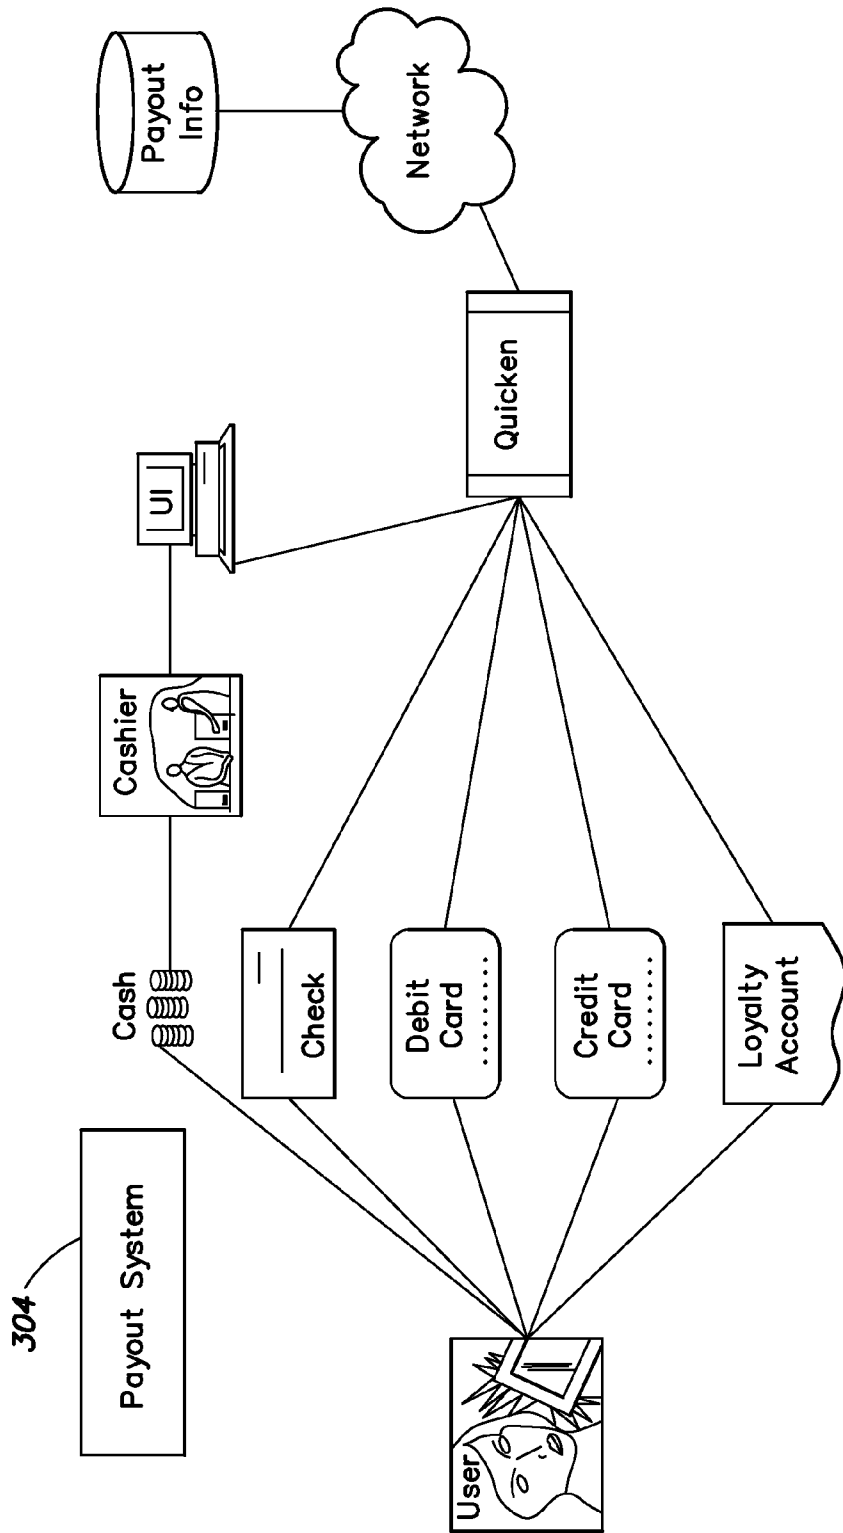 304
Payout System
Cash
Cashier
UI
Payout
Info
Check
Debit
Card
Credit
Card
Loyalty
Account
User
Quicken
Network